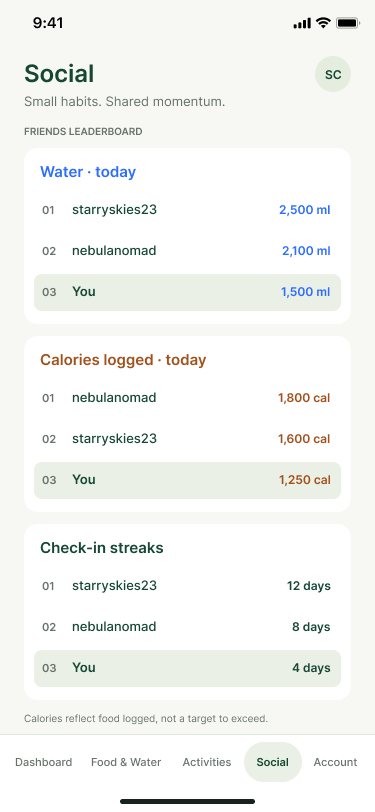 9:41
Social
SC
Small habits. Shared momentum.
FRIENDS LEADERBOARD
Water · today
01 starryskies23 2,500 ml
02 nebulanomad 2,100 ml
03 You 1,500 ml
Calories logged · today
01 nebulanomad 1,800 cal
02 starryskies23 1,600 cal
03 You 1,250 cal
Check-in streaks
01 starryskies23 12 days
02 nebulanomad 8 days
03 You 4 days
Calories reflect food logged, not a target to exceed.
Dashboard Food & Water Activities Social Account